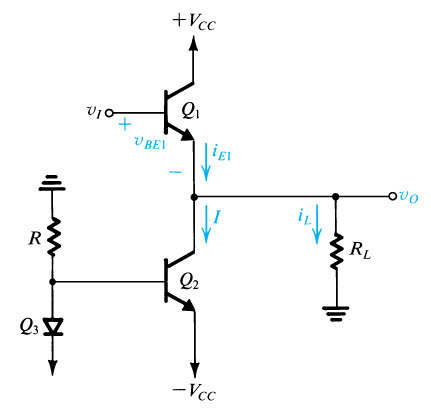 +V_CC
v_I
+
Q_1
v_BE1
−
i_E1
I
i_L
v_O
R
R_L
Q_2
Q_3
−V_CC